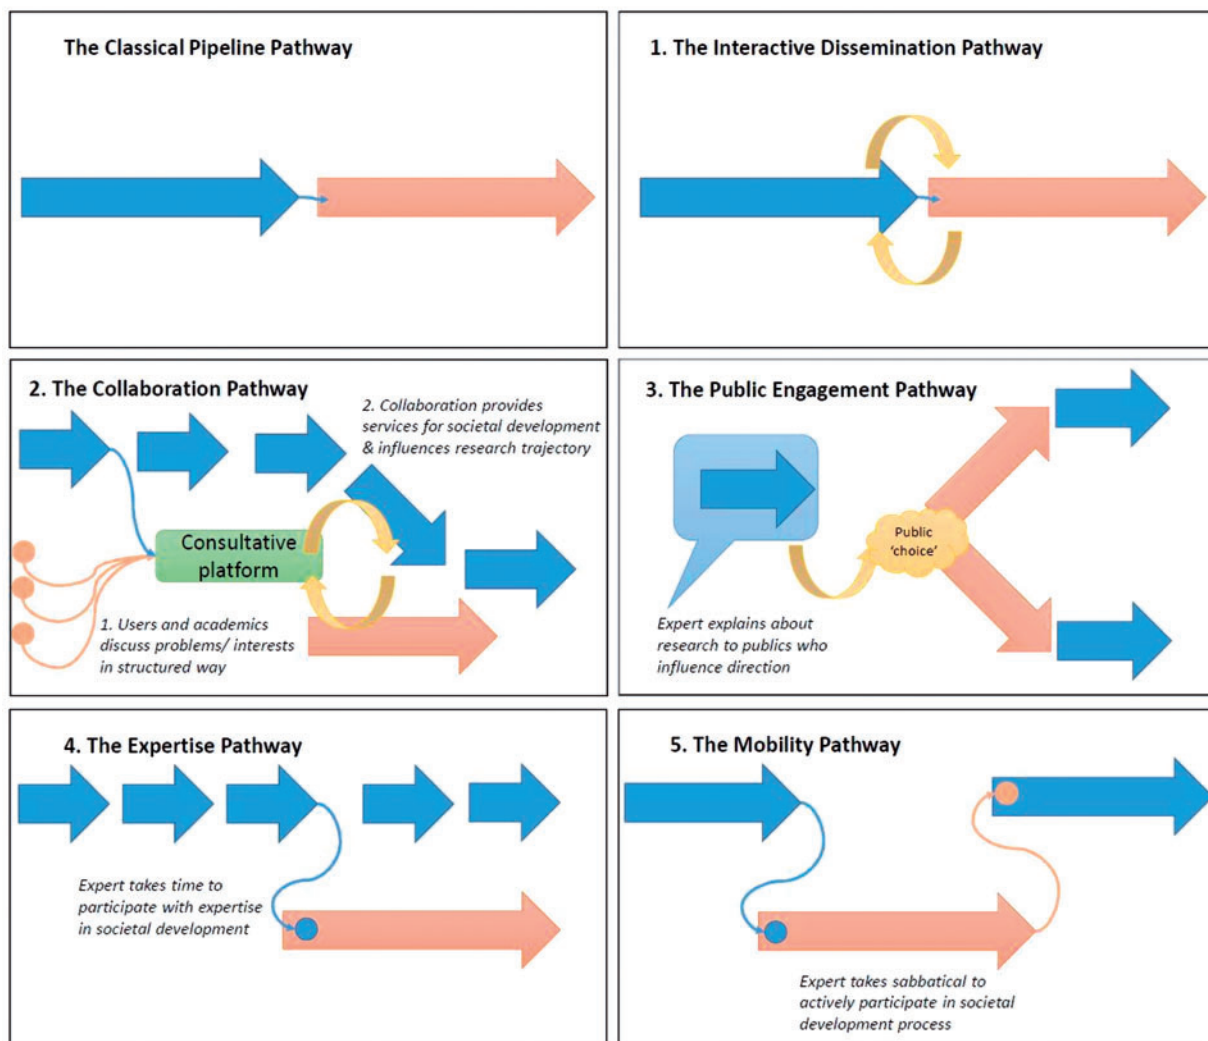 The Classical Pipeline Pathway
1. The Interactive Dissemination Pathway
2. The Collaboration Pathway
2. Collaboration provides
services for societal development
& influences research trajectory
Consultative
platform
1. Users and academics
discuss problems/ interests
in structured way
3. The Public Engagement Pathway
Public
‘choice’
Expert explains about
research to publics who
influence direction
4. The Expertise Pathway
Expert takes time to
participate with expertise
in societal development
5. The Mobility Pathway
Expert takes sabbatical to
actively participate in societal
development process